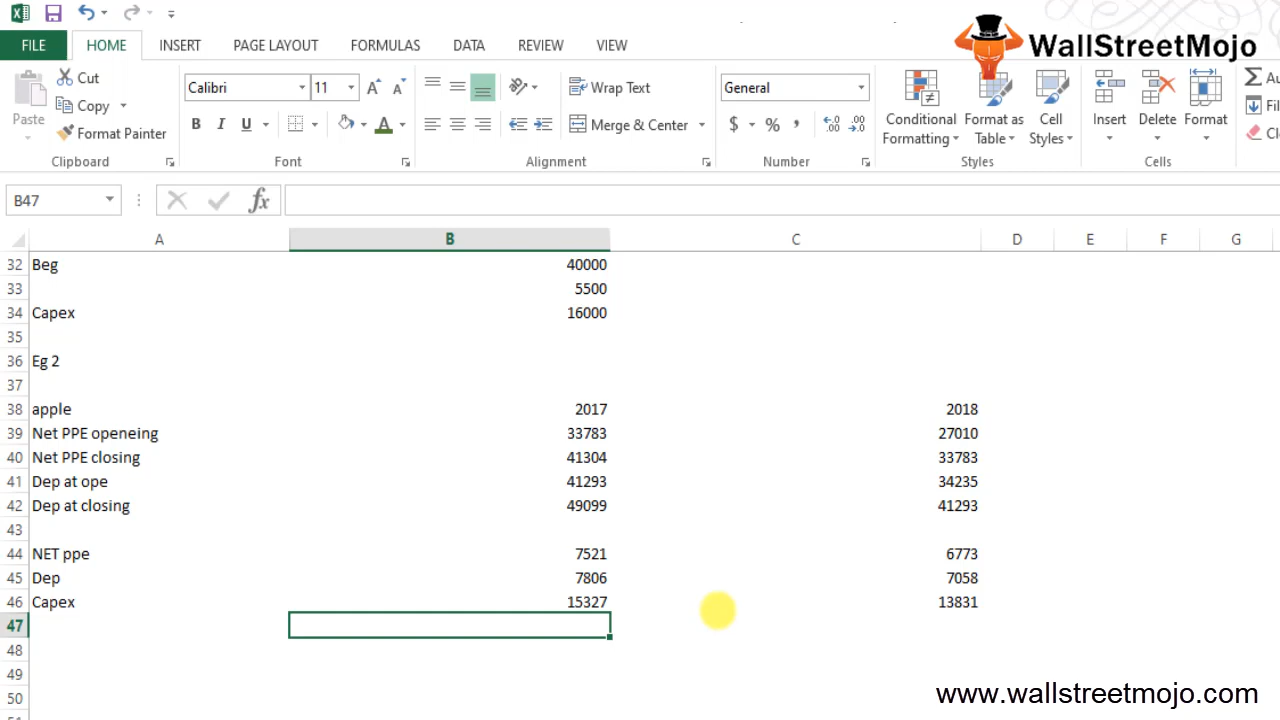 FILE HOME INSERT PAGE LAYOUT FORMULAS DATA REVIEW VIEW
WallStreetMojo
Paste Cut Copy Format Painter
Clipboard
Calibri 11
B I U A
Font
Wrap Text
Merge & Center
Alignment
General
$ % ,
Number
Conditional Formatting Format as Table Cell Styles
Styles
Insert Delete Format
Cells
B47 fx
A B C D E F G
32 Beg 40000
33 5500
34 Capex 16000
35
36 Eg 2
37
38 apple 2017 2018
39 Net PPE openeing 33783 27010
40 Net PPE closing 41304 33783
41 Dep at ope 41293 34235
42 Dep at closing 49099 41293
43
44 NET ppe 7521 6773
45 Dep 7806 7058
46 Capex 15327 13831
47
48
49
50
www.wallstreetmojo.com